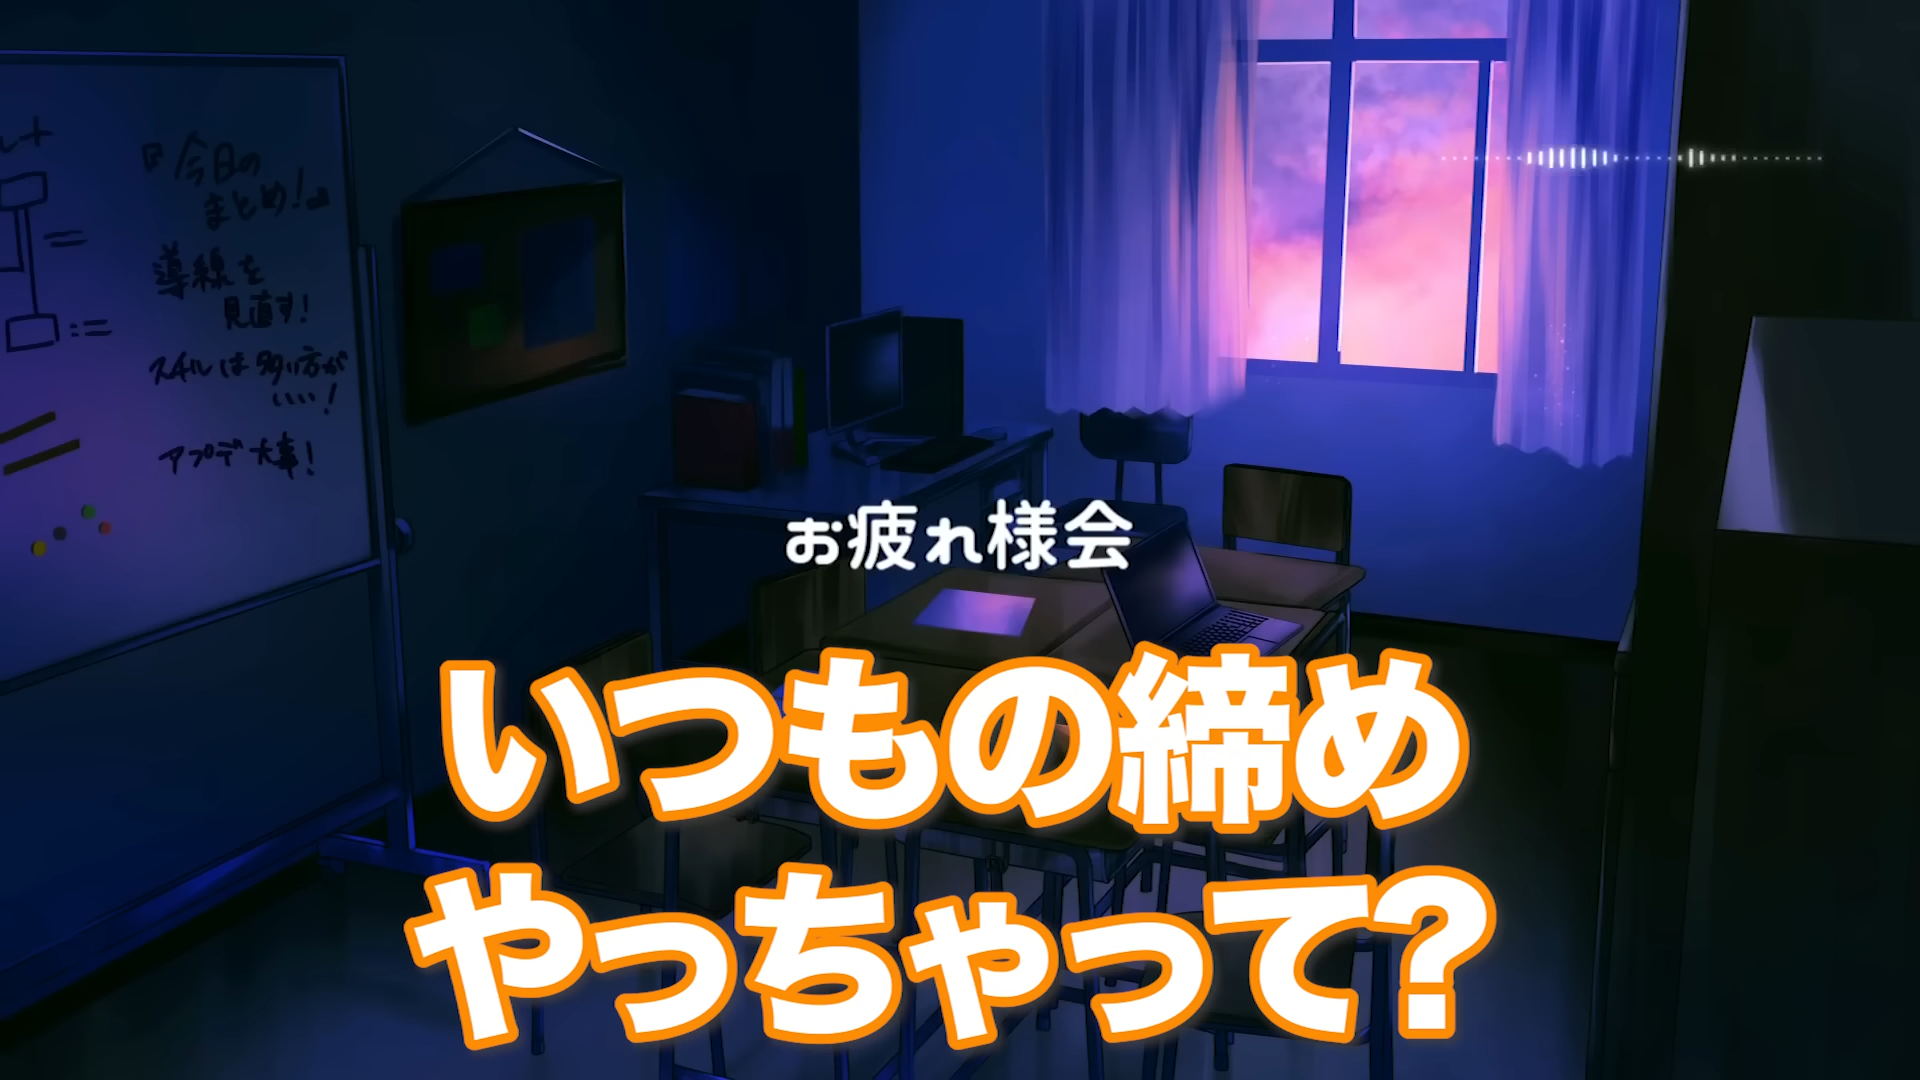 『今日の
まとめ!』
導線を
見直す!
スキルは多い方が
いい!
アプデ大事!
お疲れ様会
いつもの締め
やっちゃって?